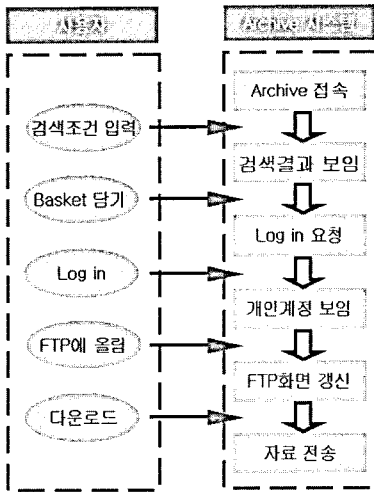 사용자
Archive 시스템
Archive 접속
검색조건 입력
검색결과 보임
Basket 담기
Log in 요청
Log in
개인계정 보임
FTP에 올림
FTP화면 갱신
다운로드
자료 전송